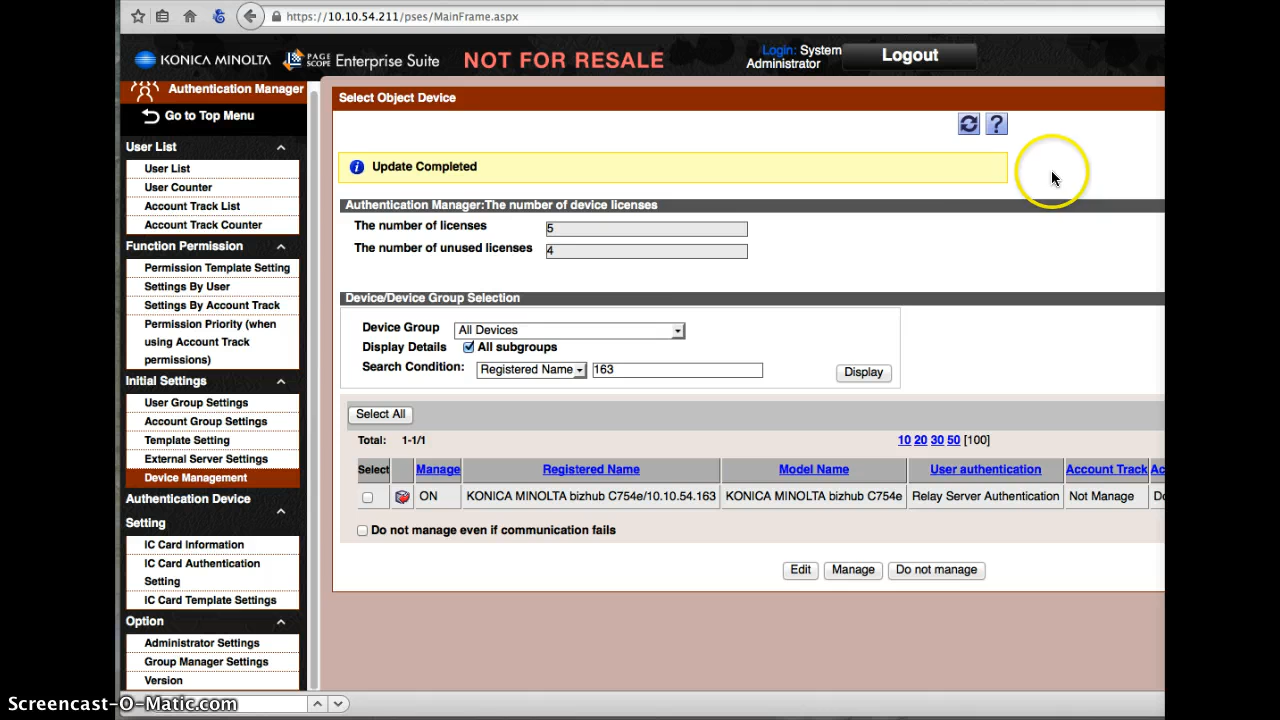 https://10.10.54.211/pses/MainFrame.aspx
KONICA MINOLTA PAGE SCOPE Enterprise Suite NOT FOR RESALE Login: System Administrator Logout
Authentication Manager
Go to Top Menu
User List
User List
User Counter
Account Track List
Account Track Counter
Function Permission
Permission Template Setting
Settings By User
Settings By Account Track
Permission Priority (when
using Account Track
permissions)
Initial Settings
User Group Settings
Account Group Settings
Template Setting
External Server Settings
Device Management
Authentication Device
Setting
IC Card Information
IC Card Authentication
Setting
IC Card Template Settings
Option
Administrator Settings
Group Manager Settings
Version
Select Object Device
?
i Update Completed
Authentication Manager:The number of device licenses
The number of licenses 5
The number of unused licenses 4
Device/Device Group Selection
Device Group All Devices
Display Details All subgroups
Search Condition: Registered Name 163 Display
Select All
Total: 1-1/1 10 20 30 50 [100]
Select Manage Registered Name Model Name User authentication Account Track Ac
ON KONICA MINOLTA bizhub C754e/10.10.54.163 KONICA MINOLTA bizhub C754e Relay Server Authentication Not Manage Do
Do not manage even if communication fails
Edit Manage Do not manage
Screencast-O-Matic.com